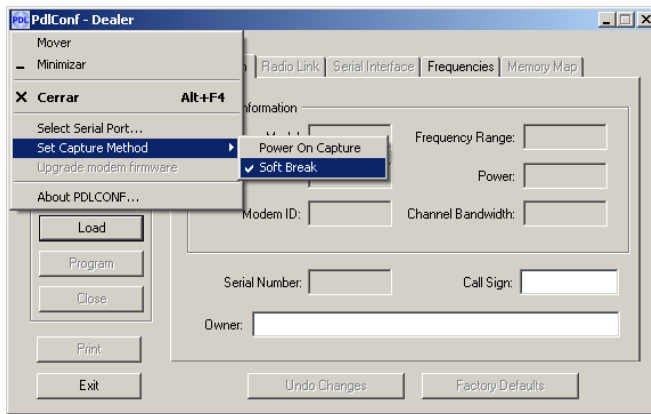 PDL PdlConf - Dealer
Mover
Minimizar
Cerrar Alt+F4
Select Serial Port...
Set Capture Method
Upgrade modem firmware
About PDLCONF...
Power On Capture
Soft Break
Radio Link Serial Interface Frequencies Memory Map
Frequency Range:
Power:
Modem ID: Channel Bandwidth:
Serial Number: Call Sign:
Owner:
Load
Program
Close
Print
Exit Undo Changes Factory Defaults